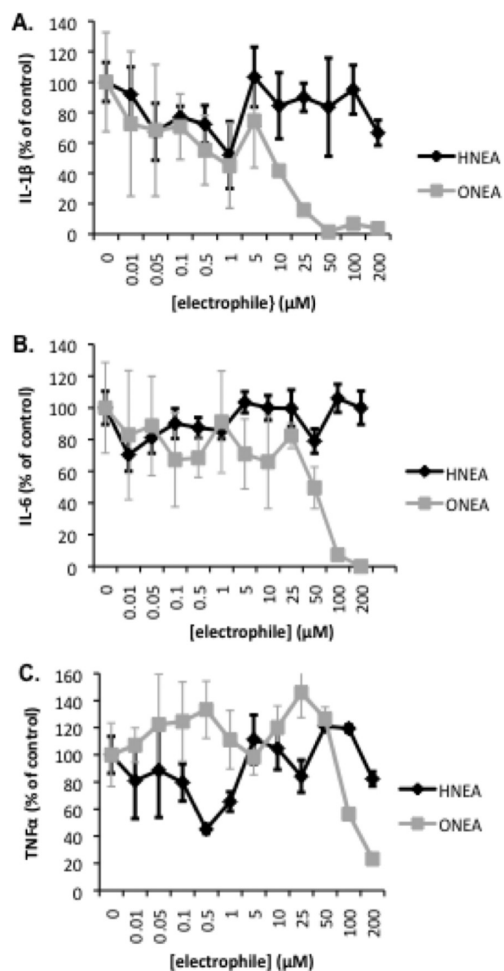 A.
IL-1β (% of control)
140
120
100
80
60
40
20
0
0 0.01 0.05 0.1 0.5 1 5 10 25 50 100 200
[electrophile} (μM)
HNEA
ONEA
B.
IL-6 (% of control)
140
120
100
80
60
40
20
0
0 0.01 0.05 0.1 0.5 1 5 10 25 50 100 200
[electrophile] (μM)
HNEA
ONEA
C.
TNFα (% of control)
160
140
120
100
80
60
40
20
0
0 0.01 0.05 0.1 0.5 1 5 10 25 50 100 200
[electrophile] (μM)
HNEA
ONEA